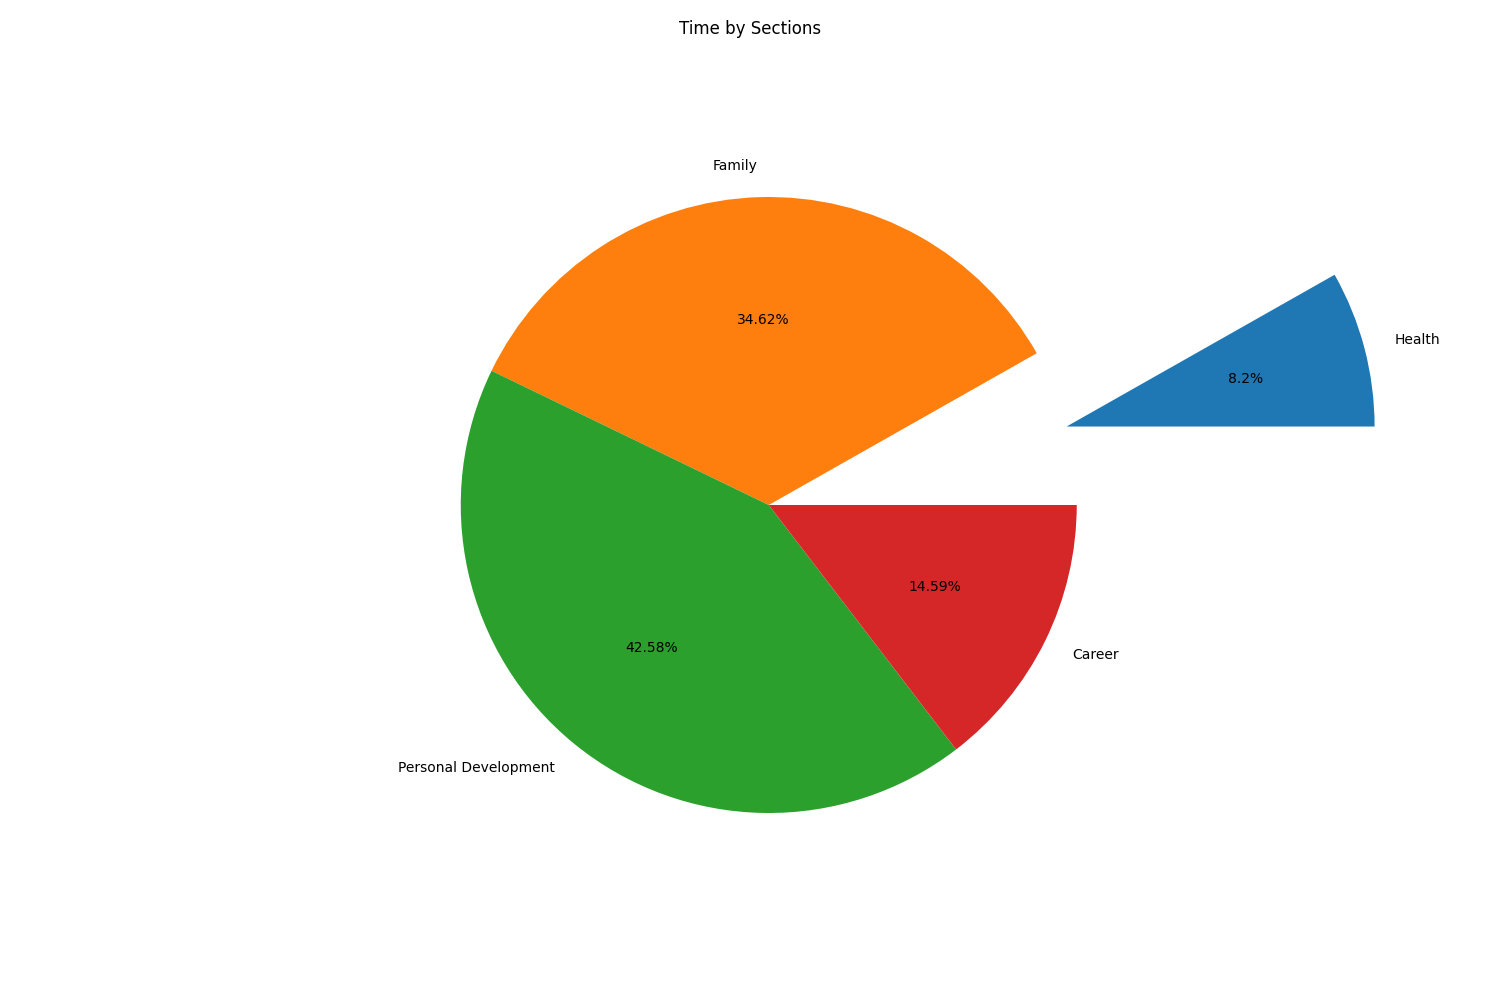 Time by Sections
Family
34.62%
Health
8.2%
14.59%
Career
42.58%
Personal Development